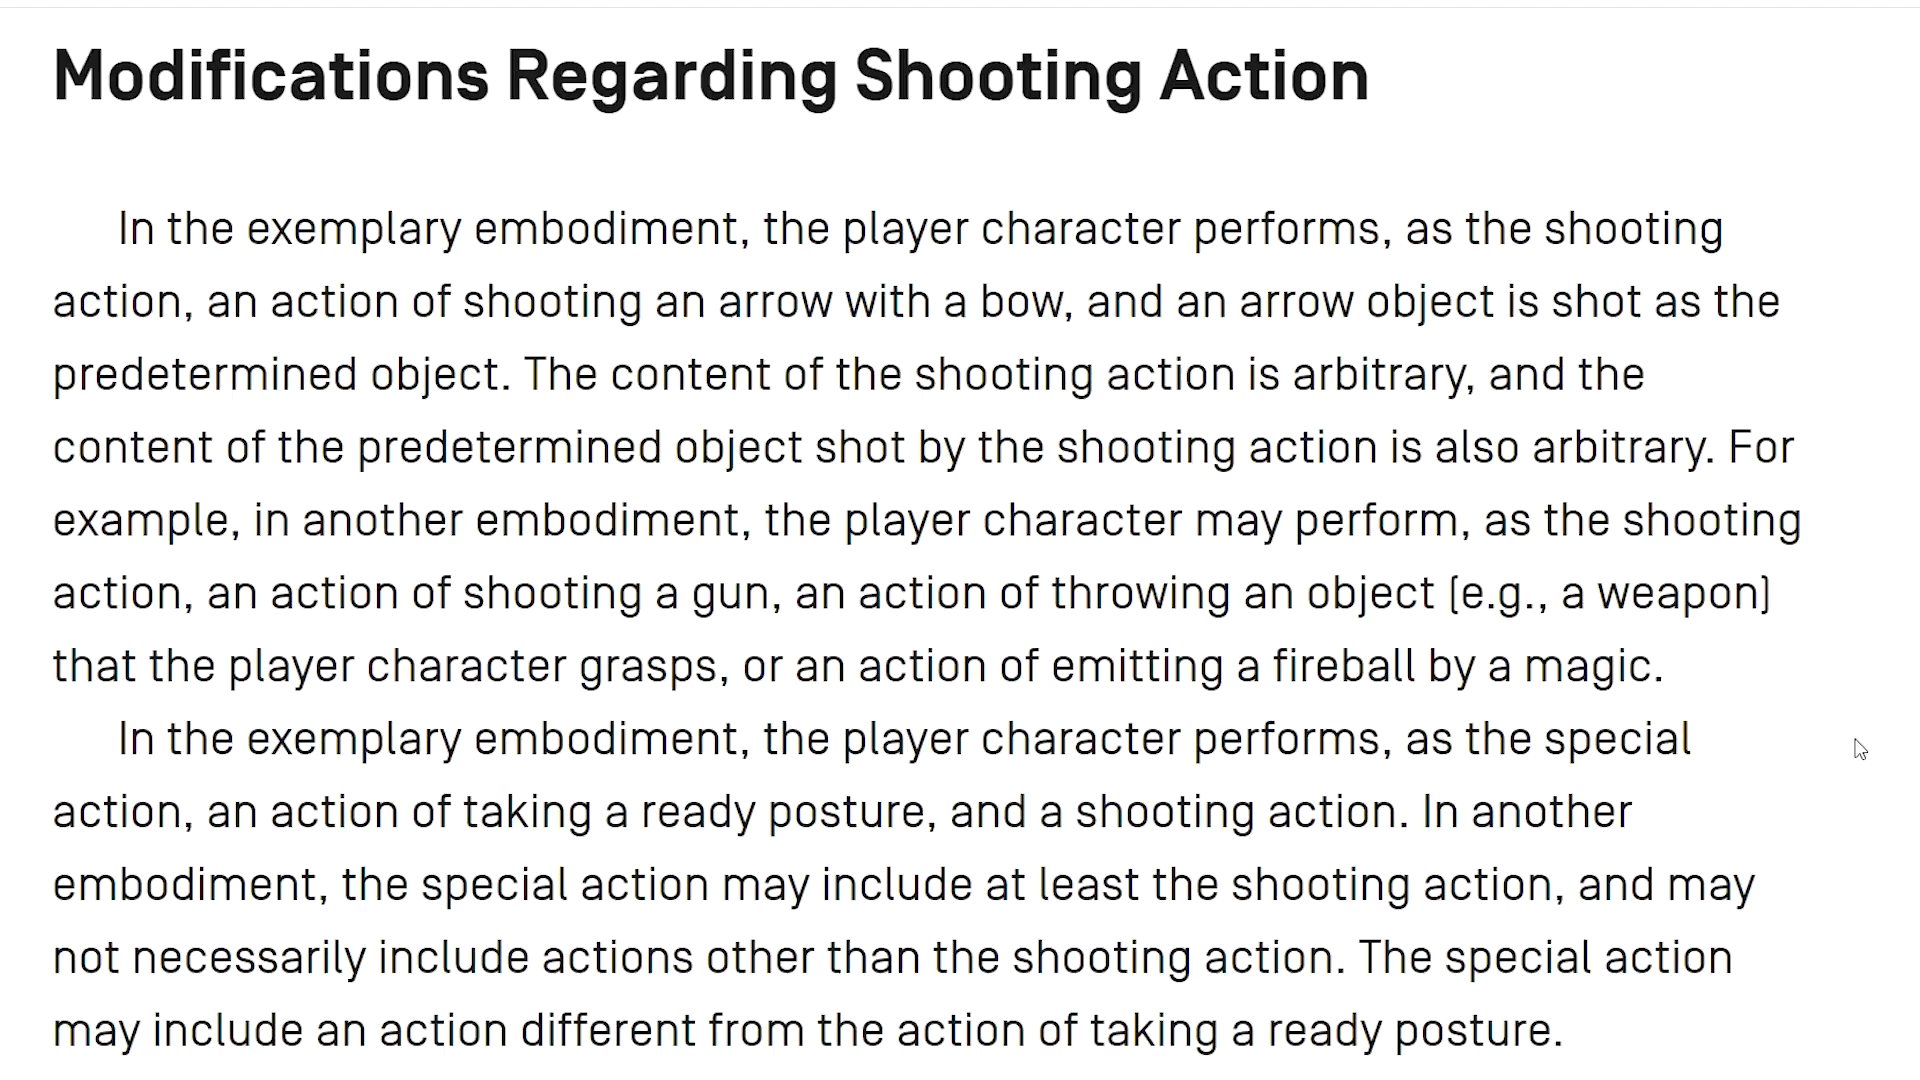 Modifications Regarding Shooting Action
In the exemplary embodiment, the player character performs, as the shooting
action, an action of shooting an arrow with a bow, and an arrow object is shot as the
predetermined object. The content of the shooting action is arbitrary, and the
content of the predetermined object shot by the shooting action is also arbitrary. For
example, in another embodiment, the player character may perform, as the shooting
action, an action of shooting a gun, an action of throwing an object (e.g., a weapon)
that the player character grasps, or an action of emitting a fireball by a magic.
In the exemplary embodiment, the player character performs, as the special
action, an action of taking a ready posture, and a shooting action. In another
embodiment, the special action may include at least the shooting action, and may
not necessarily include actions other than the shooting action. The special action
may include an action different from the action of taking a ready posture.